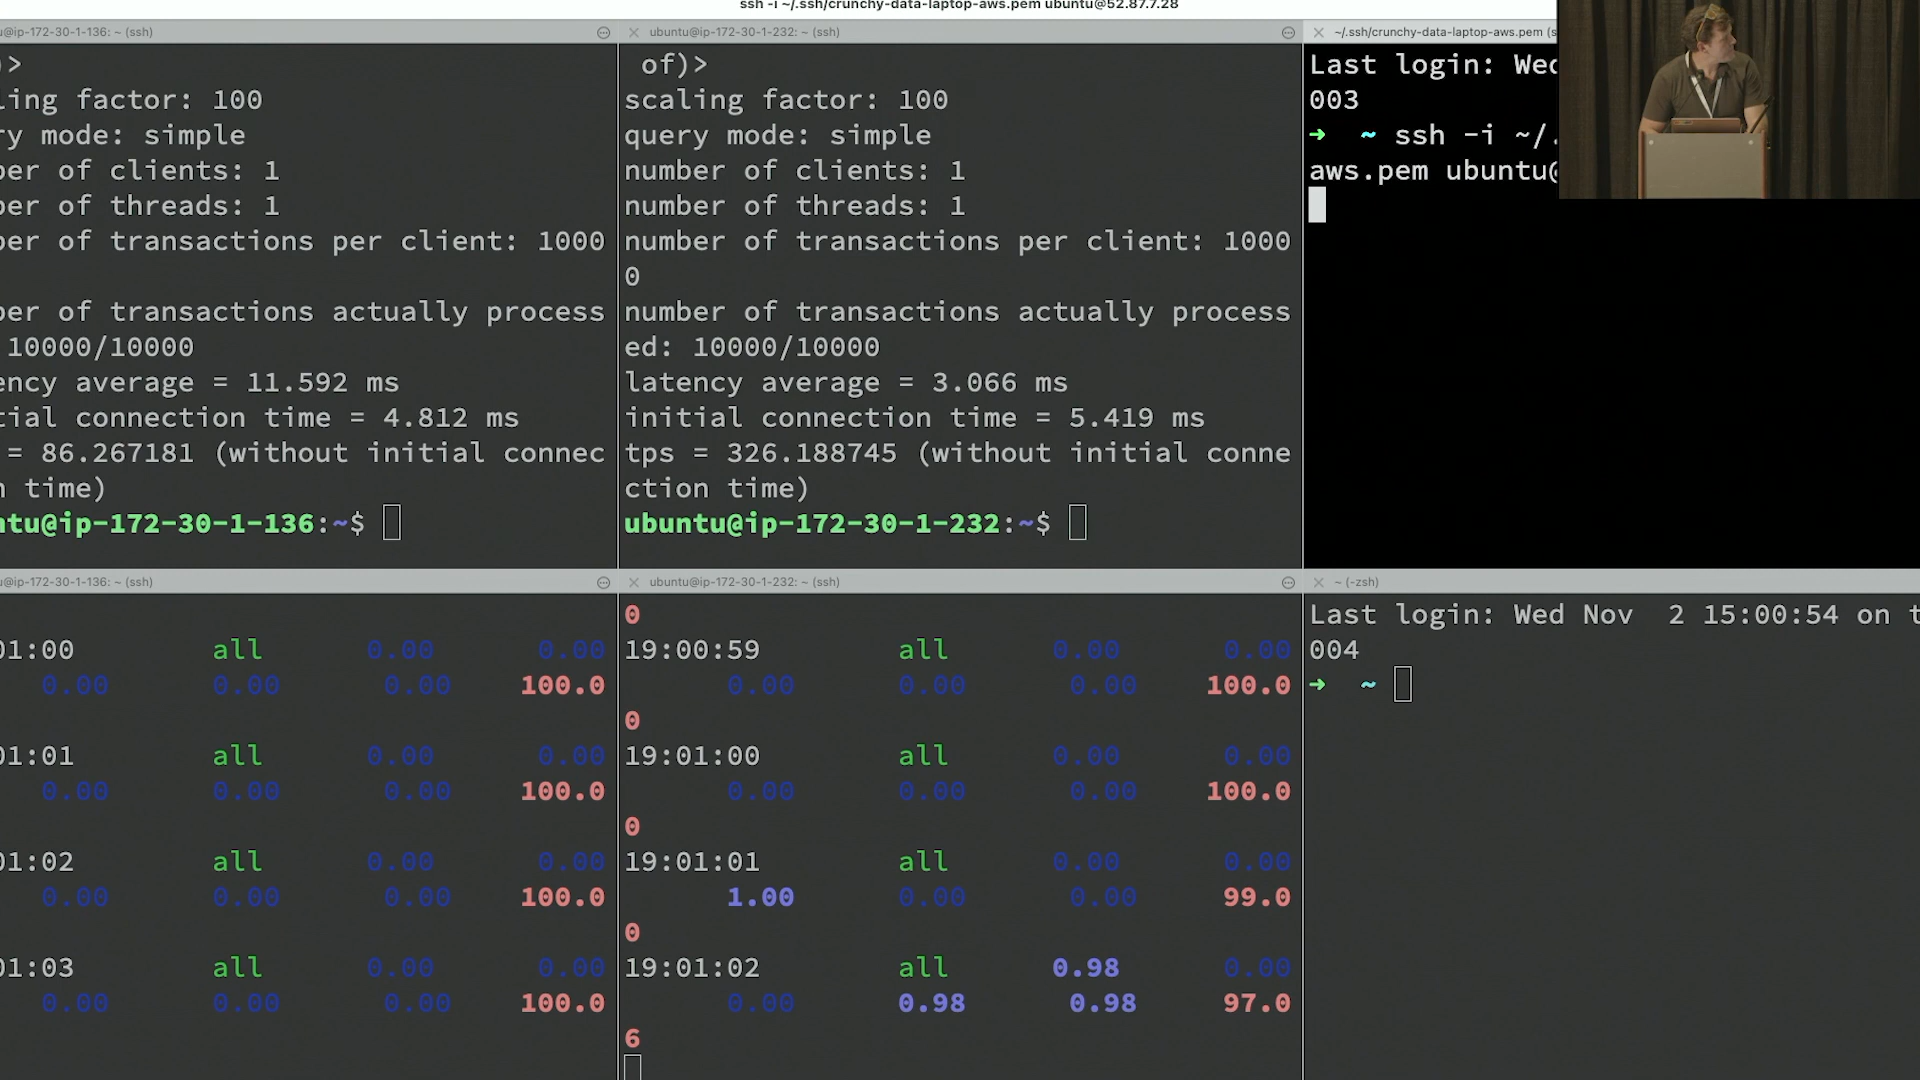 ssh -i ~/.ssh/crunchy-data-laptop-aws.pem ubuntu@52.87.7.28
u@ip-172-30-1-136: ~ (ssh)
)>
ling factor: 100
ry mode: simple
ber of clients: 1
ber of threads: 1
ber of transactions per client: 1000
ber of transactions actually process
10000/10000
ency average = 11.592 ms
tial connection time = 4.812 ms
= 86.267181 (without initial connec
n time)
ntu@ip-172-30-1-136:~$
ubuntu@ip-172-30-1-232: ~ (ssh)
of)>
scaling factor: 100
query mode: simple
number of clients: 1
number of threads: 1
number of transactions per client: 1000
0
number of transactions actually process
ed: 10000/10000
latency average = 3.066 ms
initial connection time = 5.419 ms
tps = 326.188745 (without initial conne
ction time)
ubuntu@ip-172-30-1-232:~$
~/.ssh/crunchy-data-laptop-aws.pem (s
Last login: Wed
003
➜ ~ ssh -i ~/.
aws.pem ubuntu@
u@ip-172-30-1-136: ~ (ssh)
01:00 all 0.00 0.00
0.00 0.00 0.00 100.0
01:01 all 0.00 0.00
0.00 0.00 0.00 100.0
01:02 all 0.00 0.00
0.00 0.00 0.00 100.0
01:03 all 0.00 0.00
0.00 0.00 0.00 100.0
ubuntu@ip-172-30-1-232: ~ (ssh)
0
19:00:59 all 0.00 0.00
0.00 0.00 0.00 100.0
0
19:01:00 all 0.00 0.00
0.00 0.00 0.00 100.0
0
19:01:01 all 0.00 0.00
1.00 0.00 0.00 99.0
0
19:01:02 all 0.98 0.00
0.00 0.98 0.98 97.0
6
~ (-zsh)
Last login: Wed Nov  2 15:00:54 on t
004
➜ ~